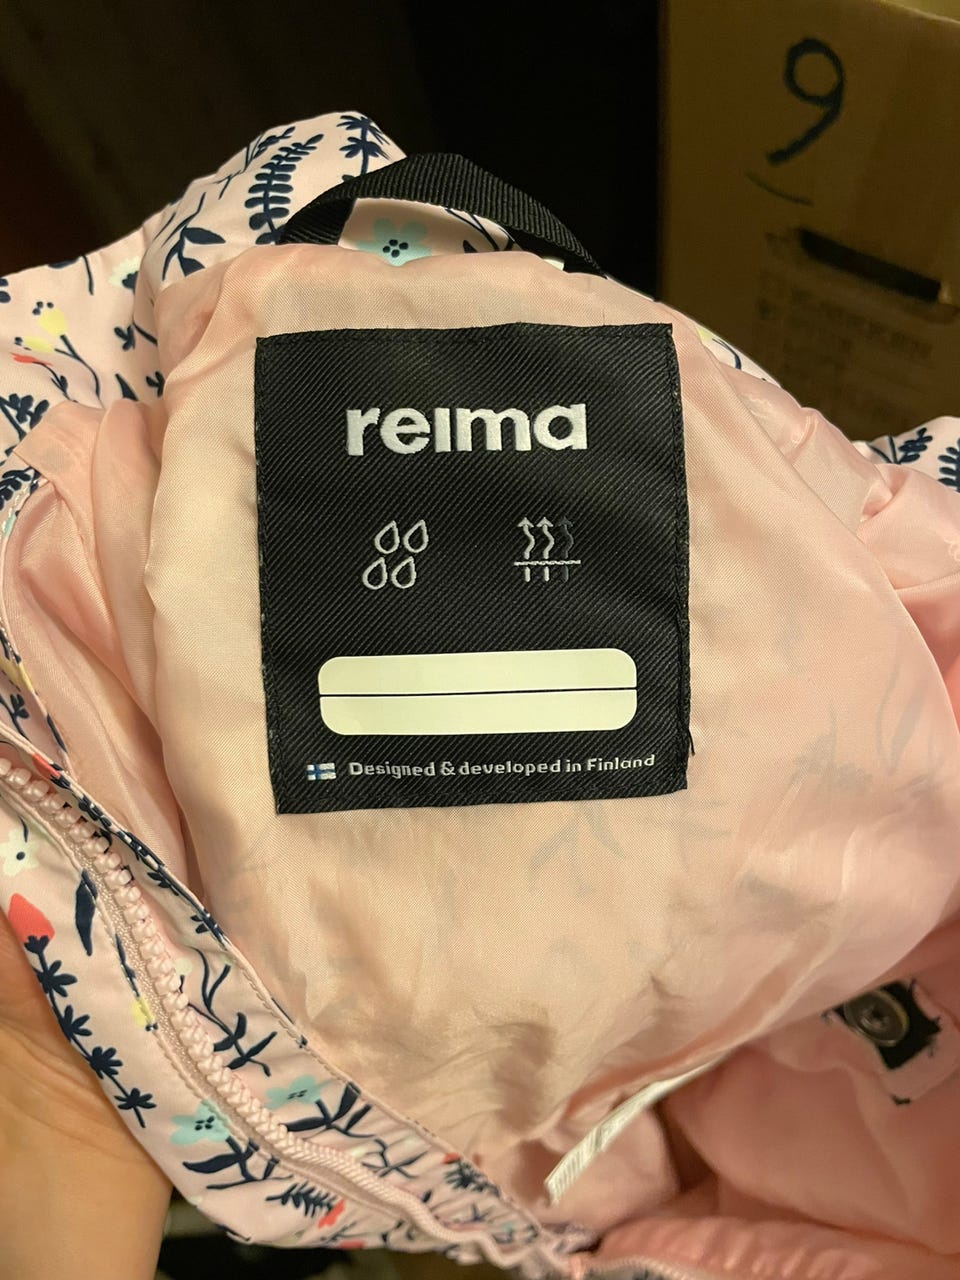 9
reima
Designed & developed in Finland